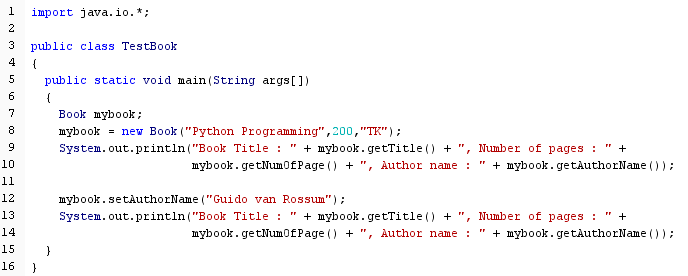 1 import java.io.*;
2
3 public class TestBook
4 {
5   public static void main(String args[])
6   {
7     Book mybook;
8     mybook = new Book("Python Programming",200,"TK");
9     System.out.println("Book Title : " + mybook.getTitle() + ", Number of pages : " +
10                        mybook.getNumOfPage() + ", Author name : " + mybook.getAuthorName());
11
12     mybook.setAuthorName("Guido van Rossum");
13     System.out.println("Book Title : " + mybook.getTitle() + ", Number of pages : " +
14                        mybook.getNumOfPage() + ", Author name : " + mybook.getAuthorName());
15   }
16 }